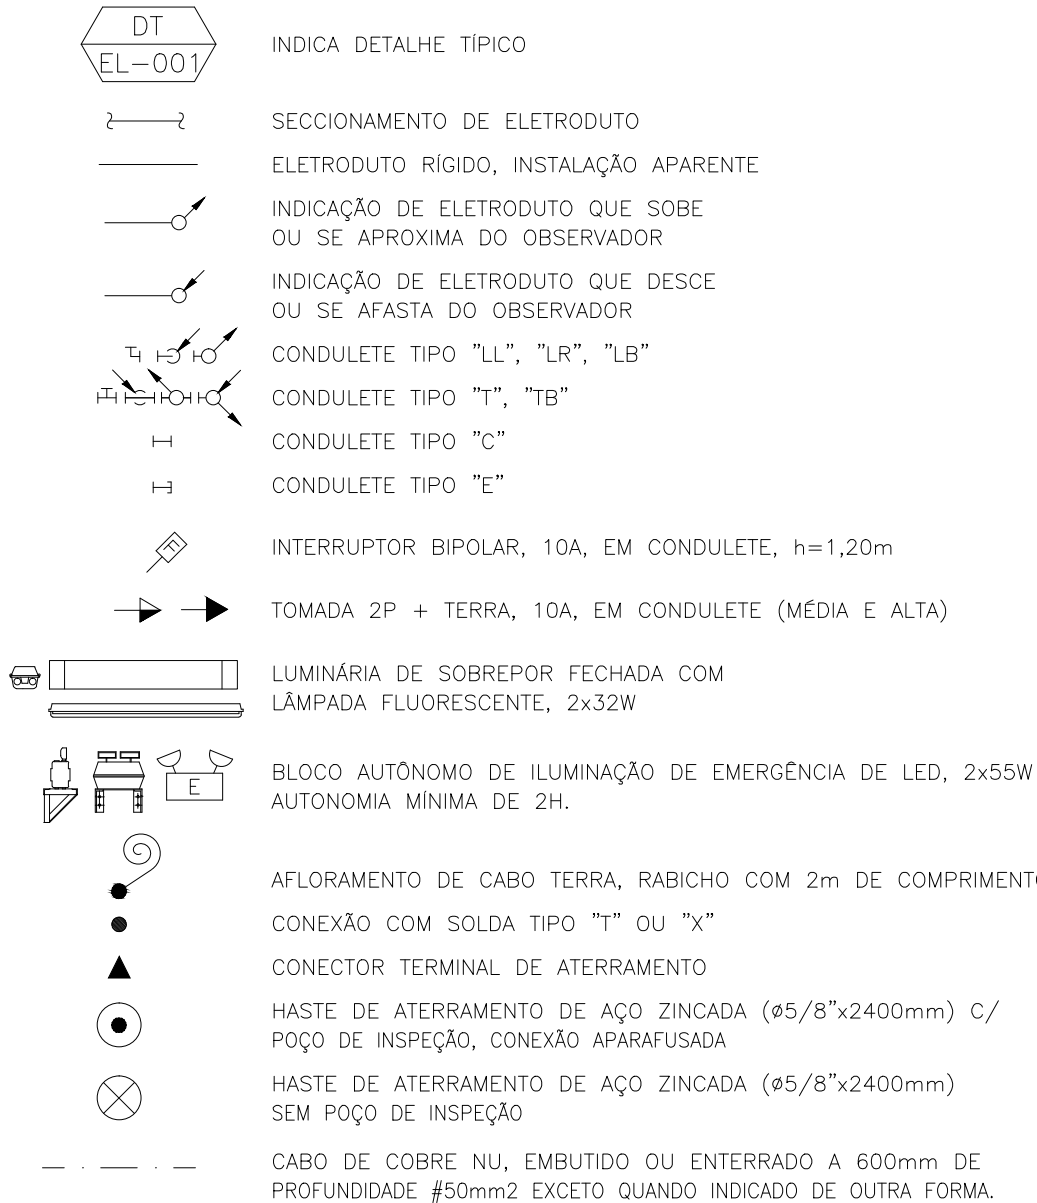 DT
EL-001
INDICA DETALHE TÍPICO
SECCIONAMENTO DE ELETRODUTO
ELETRODUTO RÍGIDO, INSTALAÇÃO APARENTE
INDICAÇÃO DE ELETRODUTO QUE SOBE
OU SE APROXIMA DO OBSERVADOR
INDICAÇÃO DE ELETRODUTO QUE DESCE
OU SE AFASTA DO OBSERVADOR
CONDULETE TIPO "LL", "LR", "LB"
CONDULETE TIPO "T", "TB"
CONDULETE TIPO "C"
CONDULETE TIPO "E"
INTERRUPTOR BIPOLAR, 10A, EM CONDULETE, h=1,20m
TOMADA 2P + TERRA, 10A, EM CONDULETE (MÉDIA E ALTA)
LUMINÁRIA DE SOBREPOR FECHADA COM
LÂMPADA FLUORESCENTE, 2x32W
E
BLOCO AUTÔNOMO DE ILUMINAÇÃO DE EMERGÊNCIA DE LED, 2x55W
AUTONOMIA MÍNIMA DE 2H.
AFLORAMENTO DE CABO TERRA, RABICHO COM 2m DE COMPRIMENTO
CONEXÃO COM SOLDA TIPO "T" OU "X"
CONECTOR TERMINAL DE ATERRAMENTO
HASTE DE ATERRAMENTO DE AÇO ZINCADA (ø5/8"x2400mm) C/
POÇO DE INSPEÇÃO, CONEXÃO APARAFUSADA
HASTE DE ATERRAMENTO DE AÇO ZINCADA (ø5/8"x2400mm)
SEM POÇO DE INSPEÇÃO
CABO DE COBRE NU, EMBUTIDO OU ENTERRADO A 600mm DE
PROFUNDIDADE #50mm2 EXCETO QUANDO INDICADO DE OUTRA FORMA.